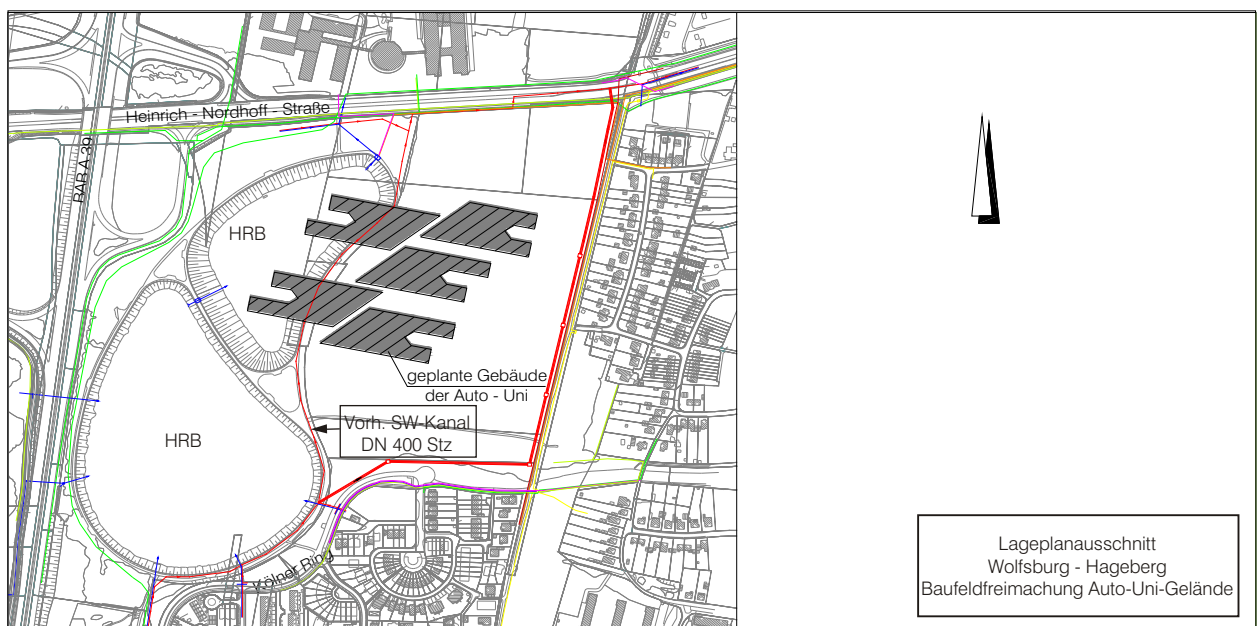 Heinrich - Nordhoff - Straße
BAB A 39
HRB
geplante Gebäude
der Auto - Uni
Vorh. SW-Kanal
DN 400 Stz
HRB
Kölner Ring
Lageplanausschnitt
Wolfsburg - Hageberg
Baufeldfreimachung Auto-Uni-Gelände